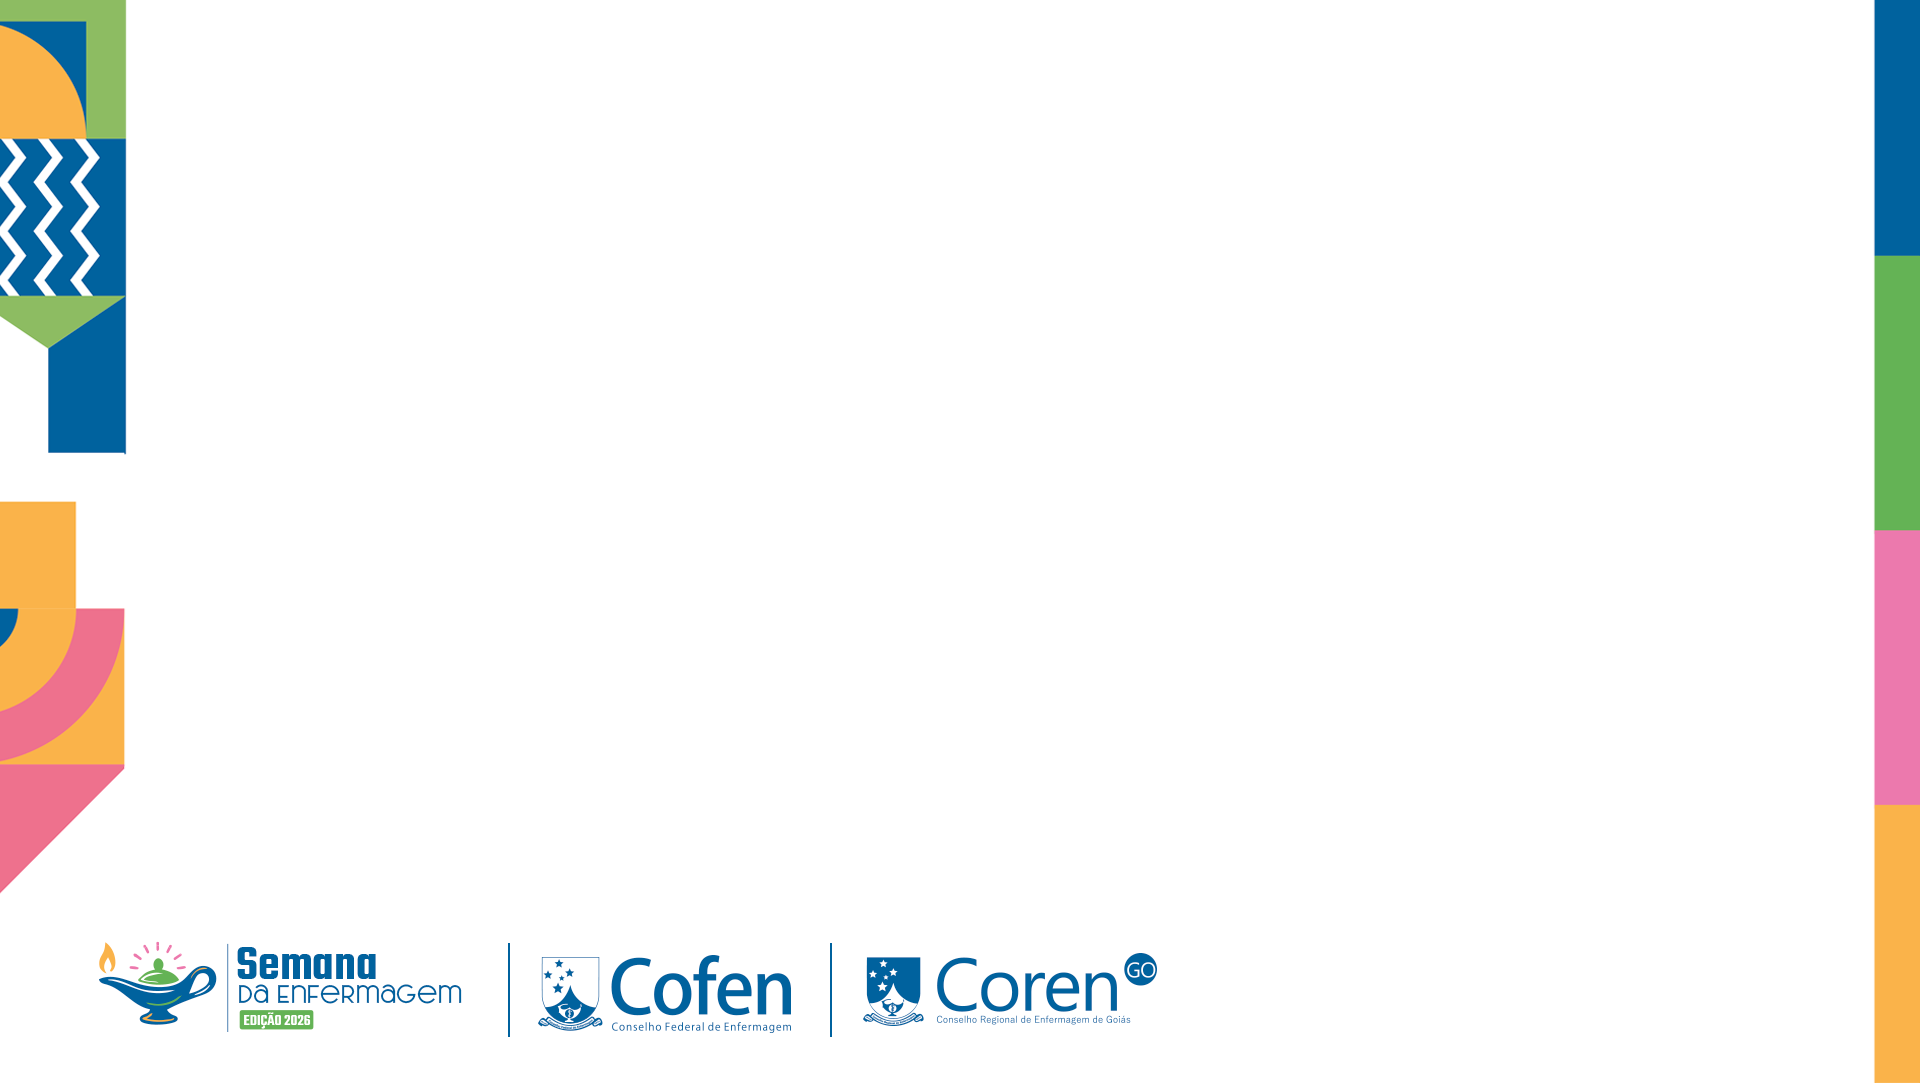 Semana
DA ENFERMAGEM
EDIÇÃO 2026
Cofen
Conselho Federal de Enfermagem
Coren GO
Conselho Regional de Enfermagem de Goiás